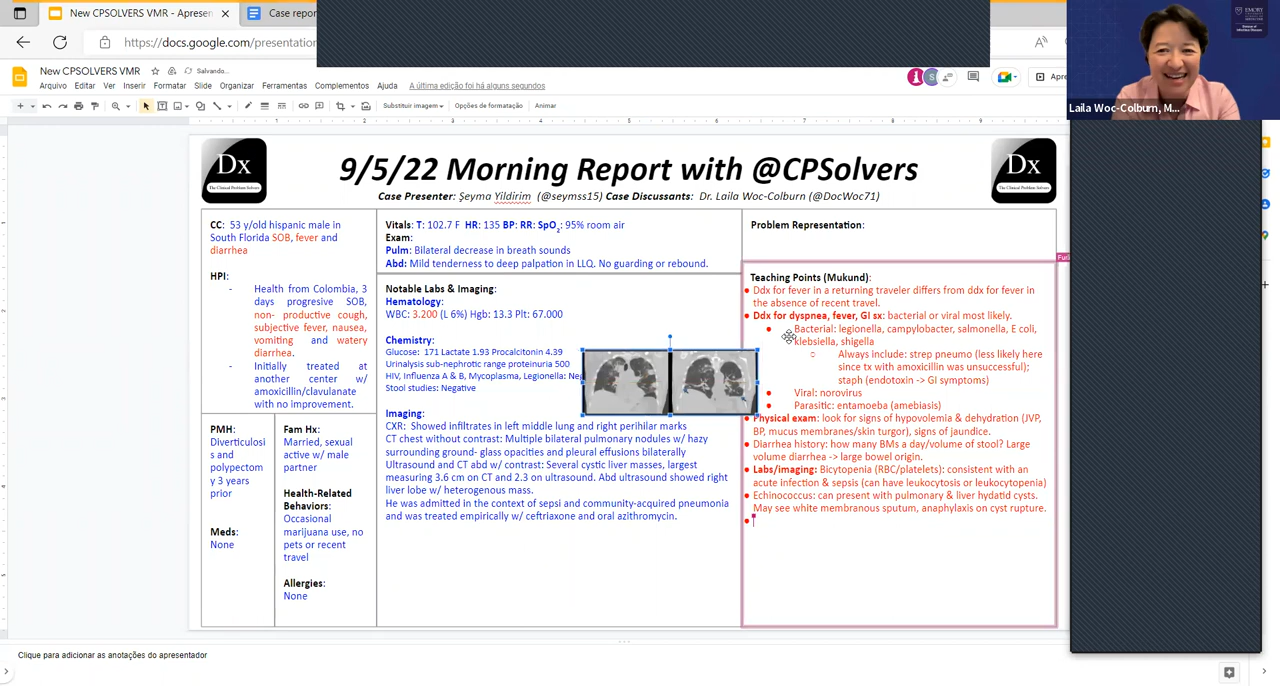 New CPSOLVERS VMR - Apresen
Case repor
https://docs.google.com/presentation
New CPSOLVERS VMR
Salvando...
Arquivo Editar Ver Inserir Formatar Slide Organizar Ferramentas Complementos Ajuda A última edição foi há alguns segundos
Apre
Substituir imagem Opções de formatação Animar
EMORY
Laila Woc-Colburn, M...
Dx
The Clinical Problem Solvers
9/5/22 Morning Report with @CPSolvers
Case Presenter: Şeyma Yildirim (@seymss15) Case Discussants: Dr. Laila Woc-Colburn (@DocWoc71)
Dx
The Clinical Problem Solvers
CC: 53 y/old hispanic male in
South Florida SOB, fever and
diarrhea
HPI:
- Health from Colombia, 3
days progresive SOB,
non- productive cough,
subjective fever, nausea,
vomiting and watery
diarrhea.
- Initially treated at
another center w/
amoxicillin/clavulanate
with no improvement.
PMH:
Diverticulosi
s and
polypectom
y 3 years
prior
Meds:
None
Fam Hx:
Married, sexual
active w/ male
partner
Health-Related
Behaviors:
Occasional
marijuana use, no
pets or recent
travel
Allergies:
None
Vitals: T: 102.7 F HR: 135 BP: RR: SpO2: 95% room air
Exam:
Pulm: Bilateral decrease in breath sounds
Abd: Mild tenderness to deep palpation in LLQ. No guarding or rebound.
Notable Labs & Imaging:
Hematology:
WBC: 3.200 (L 6%) Hgb: 13.3 Plt: 67.000
Chemistry:
Glucose: 171 Lactate 1.93 Procalcitonin 4.39
Urinalysis sub-nephrotic range proteinuria 500
HIV, Influenza A & B, Mycoplasma, Legionella: Neg
Stool studies: Negative
Imaging:
CXR: Showed infiltrates in left middle lung and right perihilar marks
CT chest without contrast: Multiple bilateral pulmonary nodules w/ hazy
surrounding ground- glass opacities and pleural effusions bilaterally
Ultrasound and CT abd w/ contrast: Several cystic liver masses, largest
measuring 3.6 cm on CT and 2.3 on ultrasound. Abd ultrasound showed right
liver lobe w/ heterogenous mass.
He was admitted in the context of sepsi and community-acquired pneumonia
and was treated empirically w/ ceftriaxone and oral azithromycin.
Problem Representation:
Teaching Points (Mukund):
● Ddx for fever in a returning traveler differs from ddx for fever in
the absence of recent travel.
● Ddx for dyspnea, fever, GI sx: bacterial or viral most likely.
● Bacterial: legionella, campylobacter, salmonella, E coli,
klebsiella, shigella
○ Always include: strep pneumo (less likely here
since tx with amoxicillin was unsuccessful);
staph (endotoxin -> GI symptoms)
● Viral: norovirus
● Parasitic: entamoeba (amebiasis)
● Physical exam: look for signs of hypovolemia & dehydration (JVP,
BP, mucus membranes/skin turgor), signs of jaundice.
● Diarrhea history: how many BMs a day/volume of stool? Large
volume diarrhea -> large bowel origin.
● Labs/imaging: Bicytopenia (RBC/platelets): consistent with an
acute infection & sepsis (can have leukocytosis or leukocytopenia)
● Echinococcus: can present with pulmonary & liver hydatid cysts.
May see white membranous sputum, anaphylaxis on cyst rupture.
Clique para adicionar as anotações do apresentador